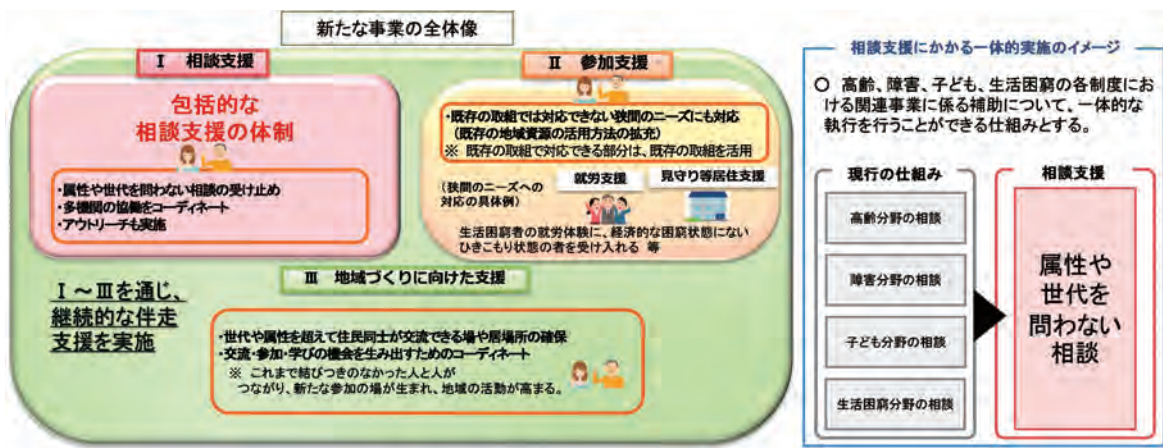 新たな事業の全体像
Ⅰ 相談支援
包括的な
相談支援の体制
・属性や世代を問わない相談の受け止め
・多機関の協働をコーディネート
・アウトリーチも実施
Ⅱ 参加支援
・既存の取組では対応できない狭間のニーズにも対応
(既存の地域資源の活用方法の拡充)
※ 既存の取組で対応できる部分は、既存の取組を活用
(狭間のニーズへの
対応の具体例)
就労支援
見守り等居住支援
生活困窮者の就労体験に、経済的な困窮状態にない
ひきこもり状態の者を受け入れる 等
Ⅲ 地域づくりに向けた支援
Ⅰ～Ⅲを通じ、
継続的な伴走
支援を実施
・世代や属性を超えて住民同士が交流できる場や居場所の確保
・交流・参加・学びの機会を生み出すためのコーディネート
※ これまで結びつきのなかった人と人が
つながり、新たな参加の場が生まれ、地域の活動が高まる。
相談支援にかかる一体的実施のイメージ
○ 高齢、障害、子ども、生活困窮の各制度にお
ける関連事業に係る補助について、一体的な
執行を行うことができる仕組みとする。
現行の仕組み
高齢分野の相談
障害分野の相談
子ども分野の相談
生活困窮分野の相談
相談支援
属性や
世代を
問わない
相談